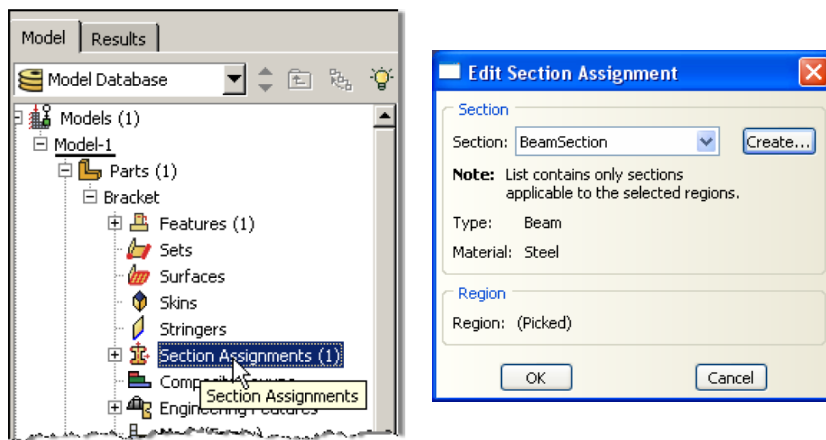 Model
Results
Model Database
Models (1)
Model-1
Parts (1)
Bracket
Features (1)
Sets
Surfaces
Skins
Stringers
Section Assignments (1)
Section Assignments
Engineering Features
Edit Section Assignment
Section
Section: BeamSection Create...
Note: List contains only sections
applicable to the selected regions.
Type: Beam
Material: Steel
Region
Region: (Picked)
OK Cancel